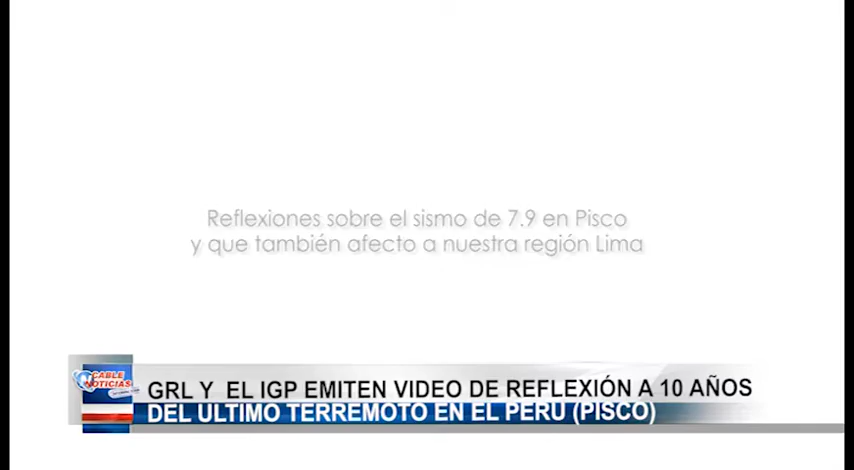 Reflexiones sobre el sismo de 7.9 en Pisco
y que también afecto a nuestra región Lima
CABLE
NOTICIAS
GRL Y EL IGP EMITEN VIDEO DE REFLEXIÓN A 10 AÑOS
DEL ULTIMO TERREMOTO EN EL PERU (PISCO)